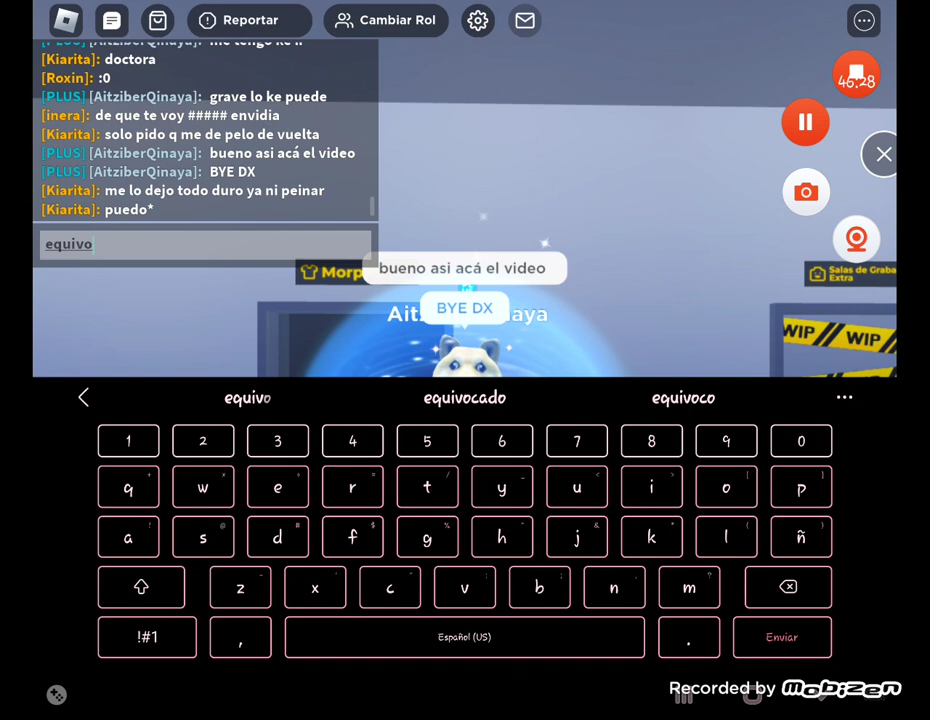 Reportar
Cambiar Rol
[Kiarita]: doctora
[Roxin]: :0
[PLUS] [AitziberQinaya]: grave lo ke puede
[inera]: de que te voy ##### envidia
[Kiarita]: solo pido q me de pelo de vuelta
[PLUS] [AitziberQinaya]: bueno asi acá el video
[PLUS] [AitziberQinaya]: BYE DX
[Kiarita]: me lo dejo todo duro ya ni peinar
[Kiarita]: puedo*
equivo
46:28
bueno asi acá el video
Morp
BYE DX
Salas de Graba
Extra
WIP WIP
equivo equivocado equivoco
1 2 3 4 5 6 7 8 9 0
q w e r t y u i o p
a s d f g h j k l ñ
z x c v b n m
!#1 , Español (US) . Enviar
Recorded by Mobizen